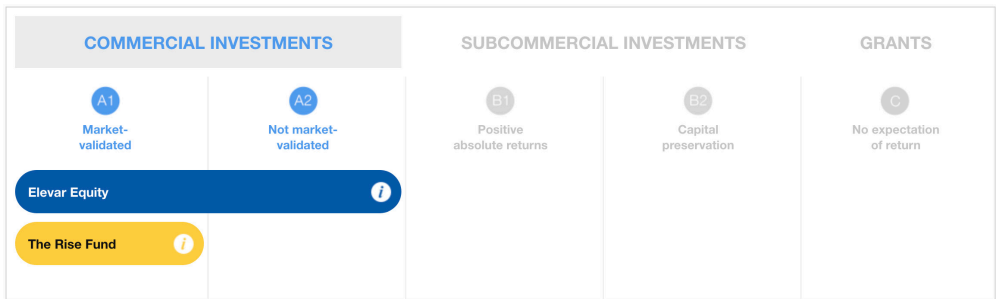 COMMERCIAL INVESTMENTS
SUBCOMMERCIAL INVESTMENTS
GRANTS
A1
A2
B1
B2
C
Market-
validated
Not market-
validated
Positive
absolute returns
Capital
preservation
No expectation
of return
Elevar Equity
i
The Rise Fund
i